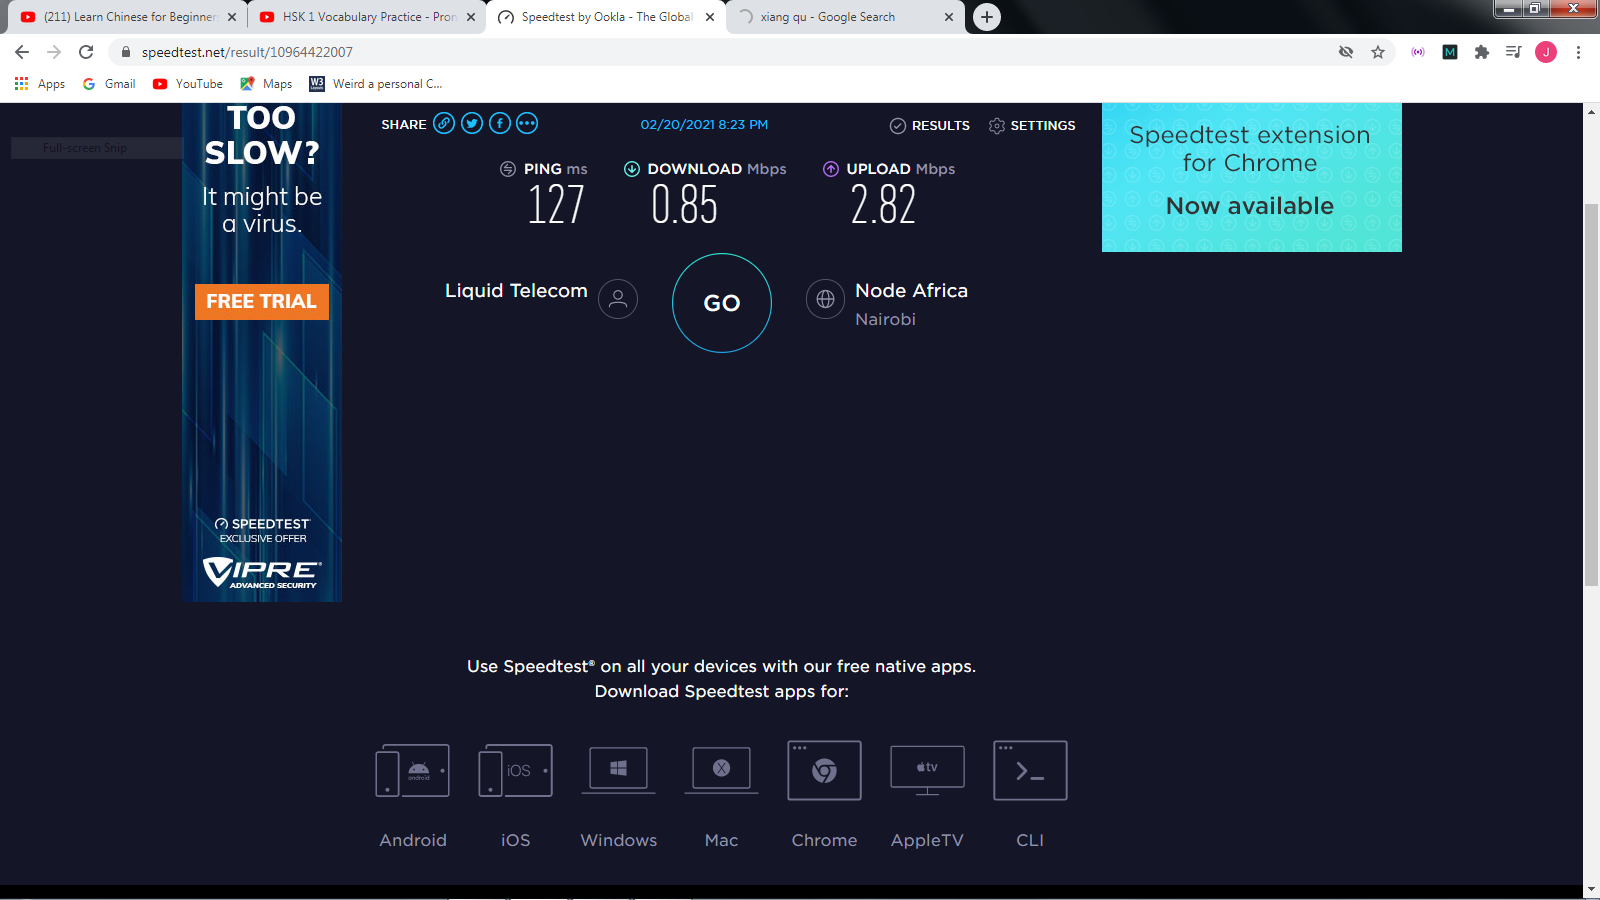 (211) Learn Chinese for Beginner
HSK 1 Vocabulary Practice - Pron
Speedtest by Ookla - The Global
xiang qu - Google Search
speedtest.net/result/10964422007
M
J
Apps
Gmail
YouTube
Maps
W3
Weird a personal C...
Full-screen Snip
TOO
SLOW?
It might be
a virus.
FREE TRIAL
SPEEDTEST
EXCLUSIVE OFFER
VIPRE
ADVANCED SECURITY
SHARE
02/20/2021 8:23 PM
RESULTS
SETTINGS
PING ms
127
DOWNLOAD Mbps
0.85
UPLOAD Mbps
2.82
Liquid Telecom
GO
Node Africa
Nairobi
Speedtest extension
for Chrome
Now available
Use Speedtest® on all your devices with our free native apps.
Download Speedtest apps for:
android
iOS
X
tv
Android
iOS
Windows
Mac
Chrome
AppleTV
CLI